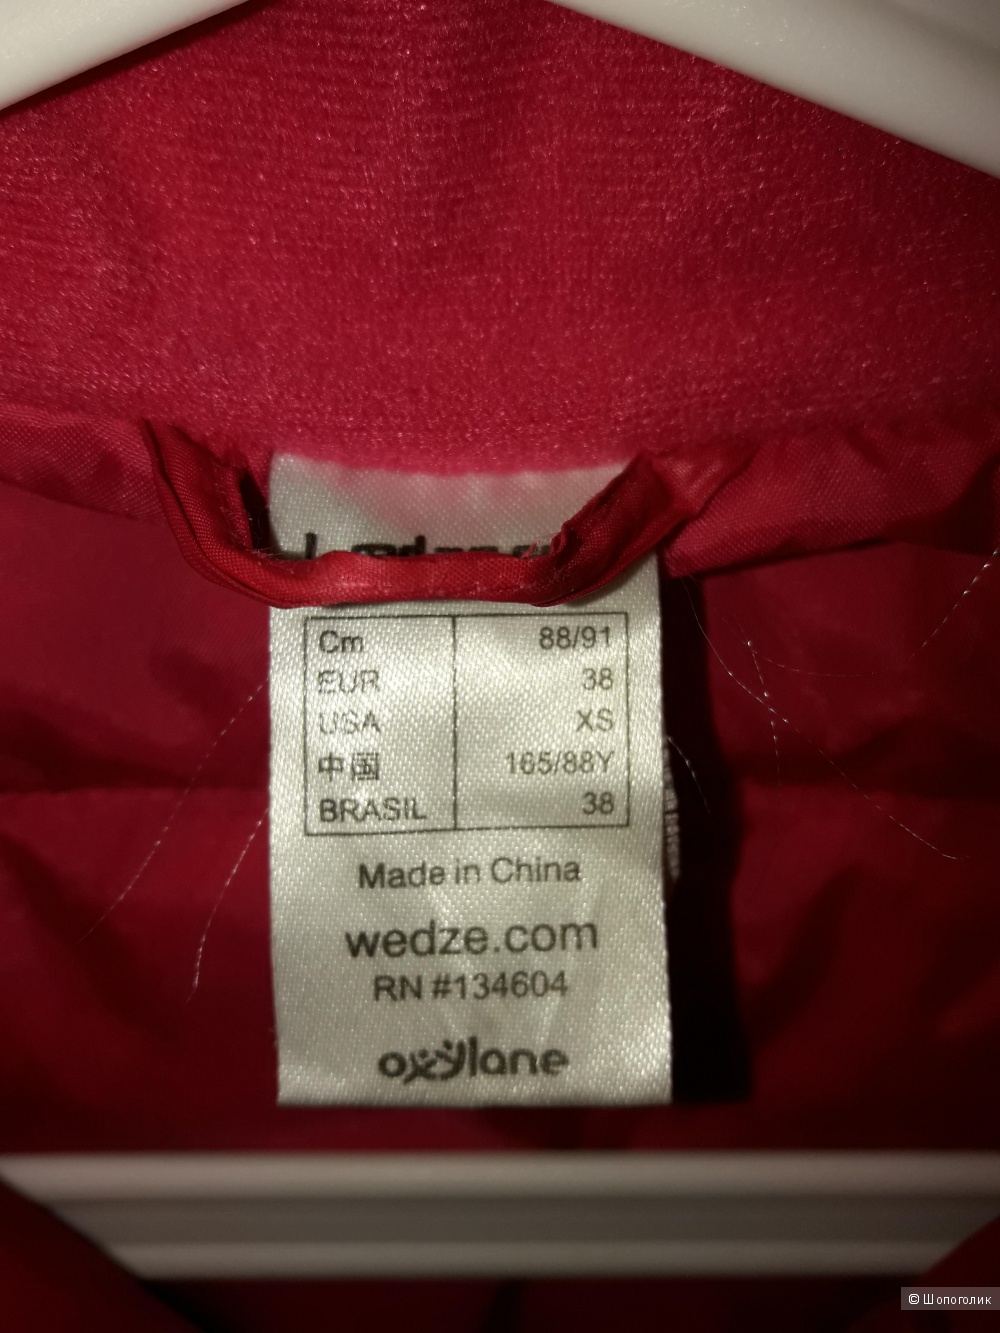 Cm 88/91
EUR 38
USA XS
中国 165/88Y
BRASIL 38
Made in China
wedze.com
RN #134604
oxylane
© Шопоголик